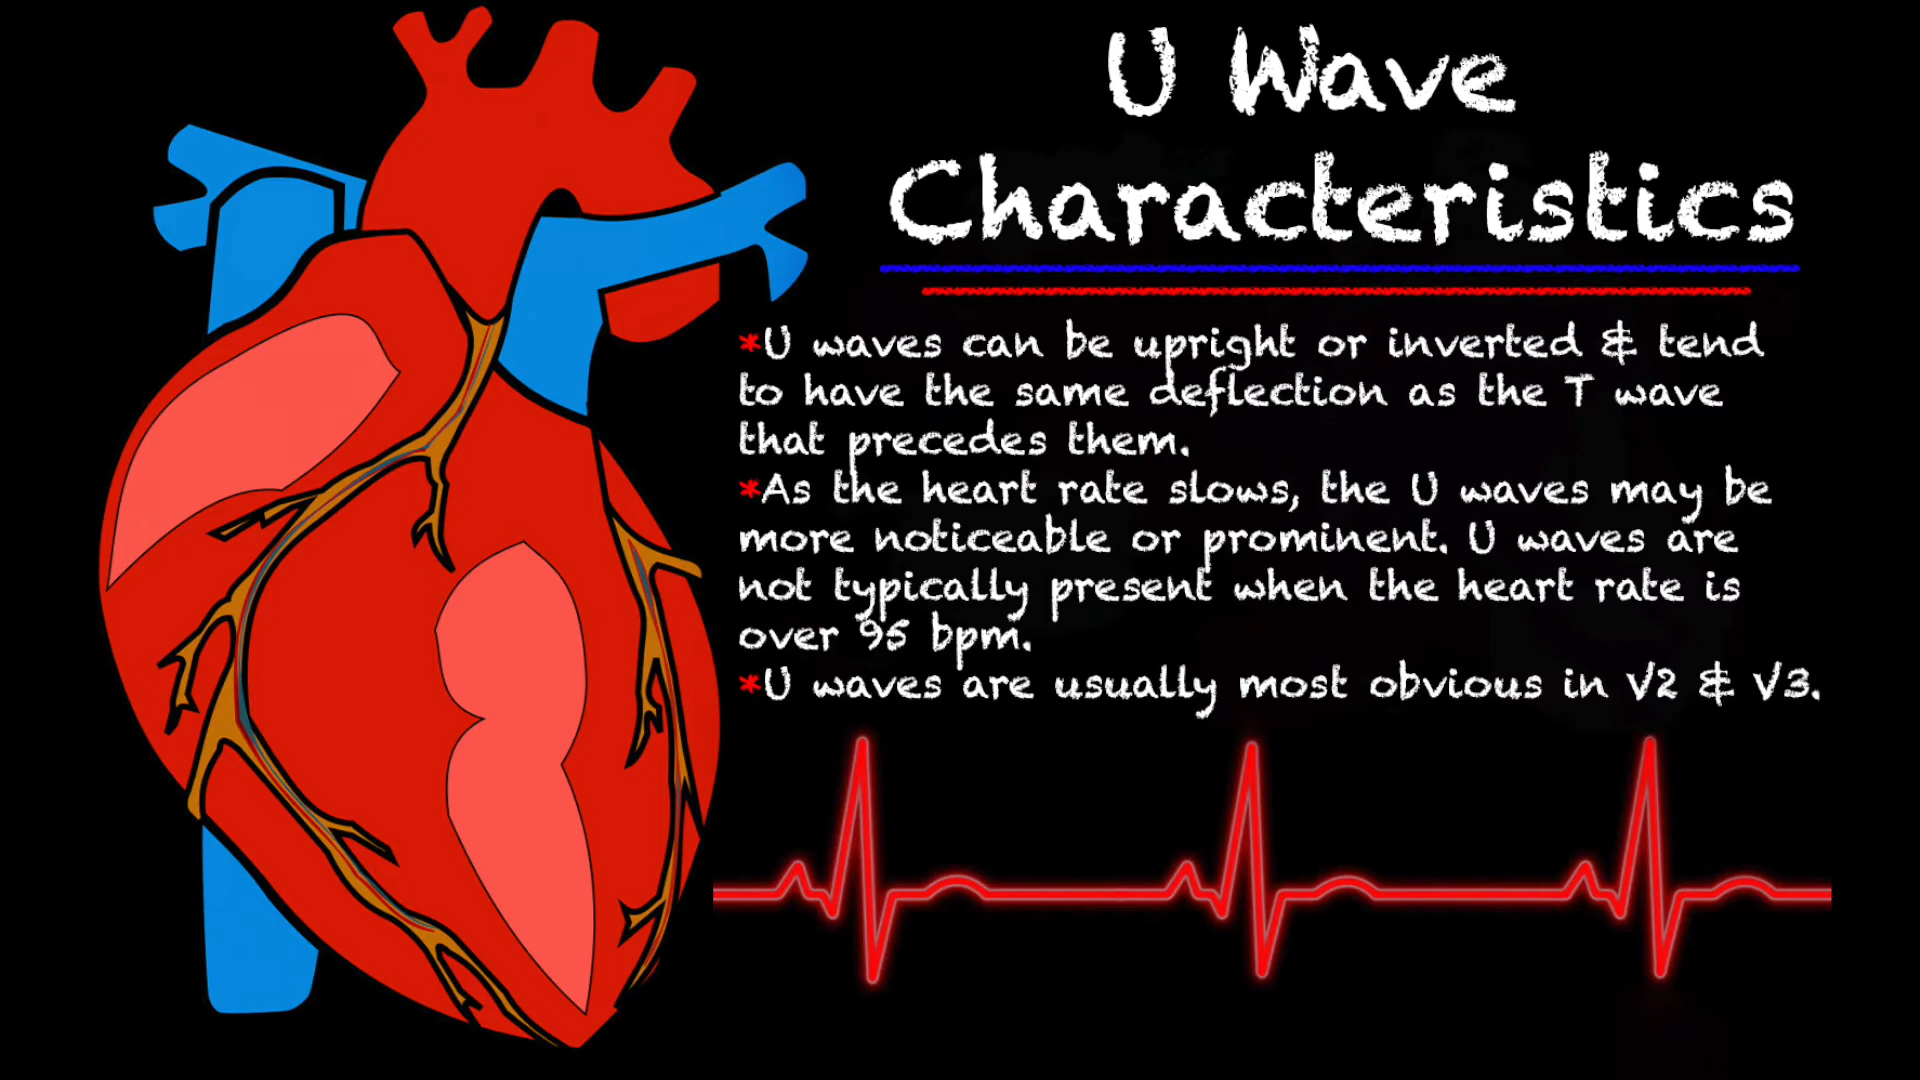 U Wave
Characteristics
*U waves can be upright or inverted & tend
to have the same deflection as the T wave
that precedes them.
*As the heart rate slows, the U waves may be
more noticeable or prominent. U waves are
not typically present when the heart rate is
over 95 bpm.
*U waves are usually most obvious in V2 & V3.